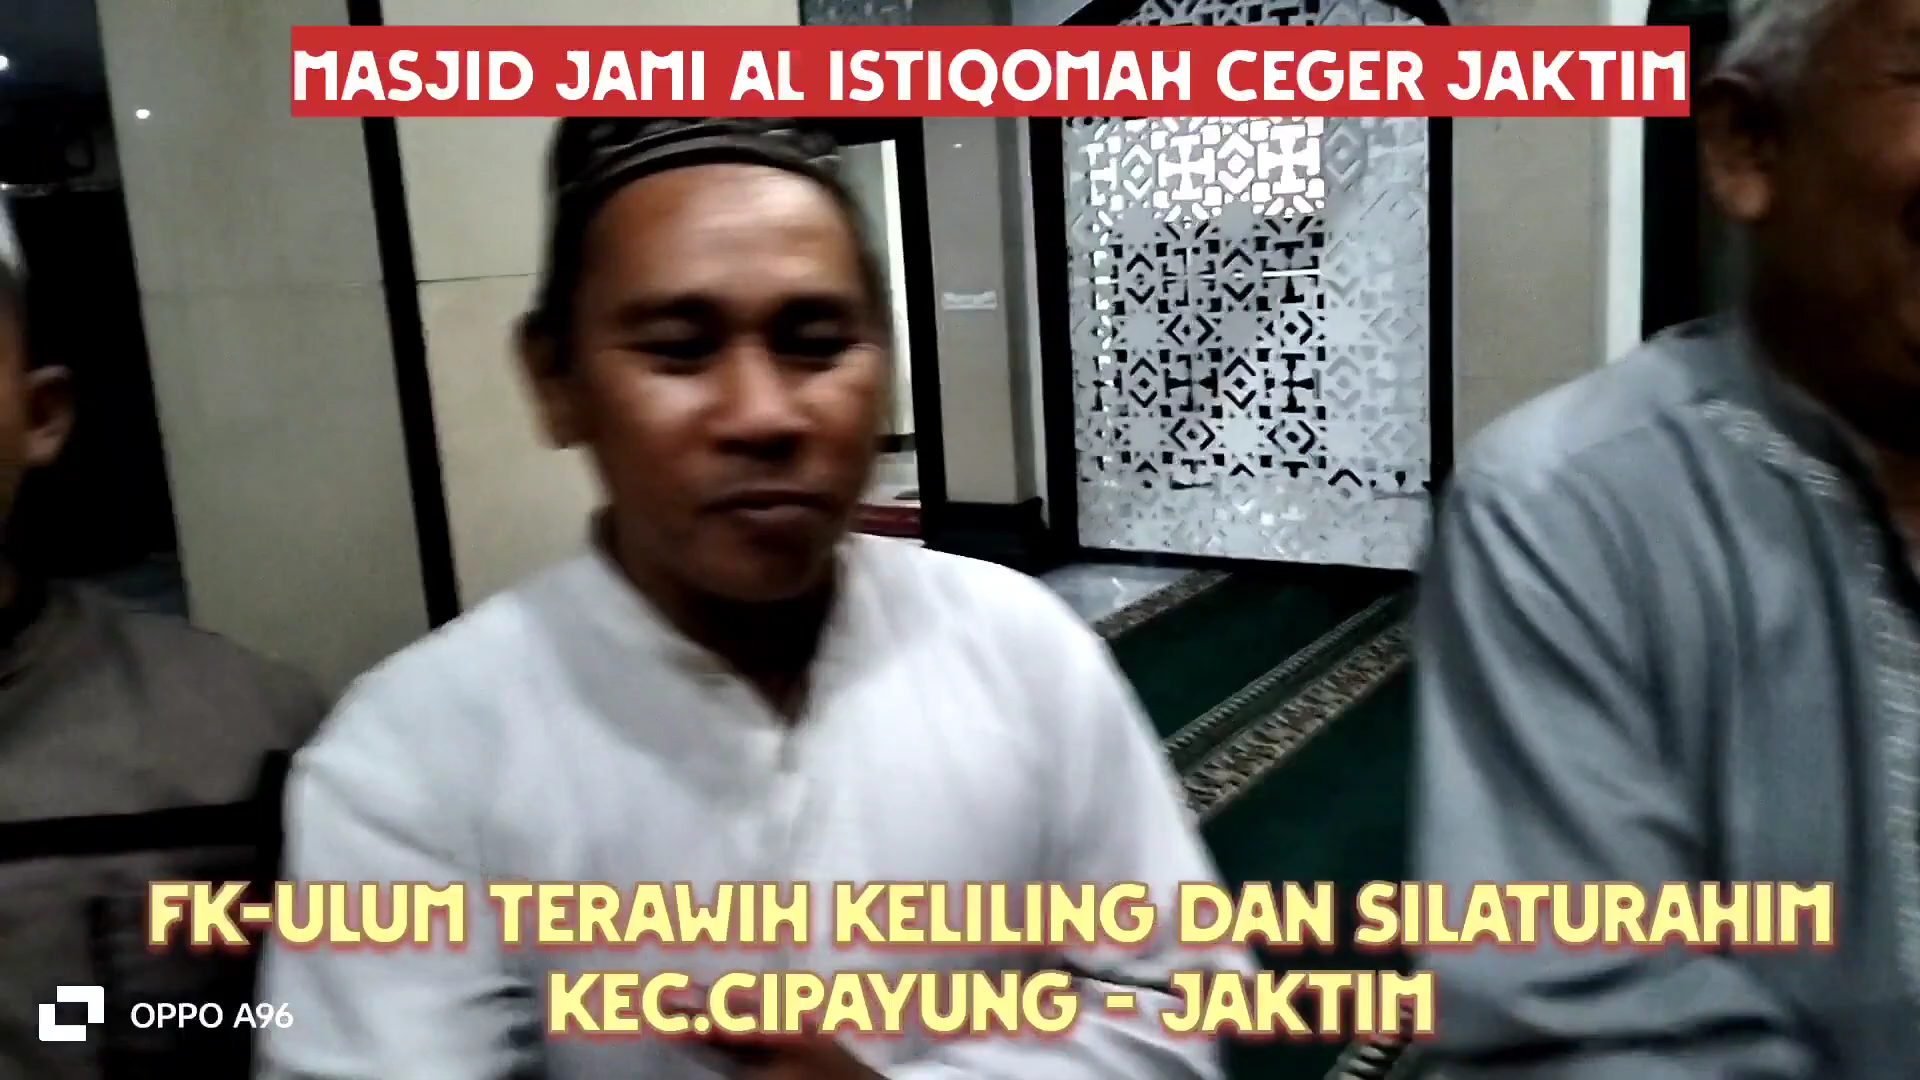 MASJID JAMI AL ISTIQOMAH CEGER JAKTIM
FK-ULUM TERAWIH KELILING DAN SILATURAHIM
KEC.CIPAYUNG - JAKTIM
OPPO A96